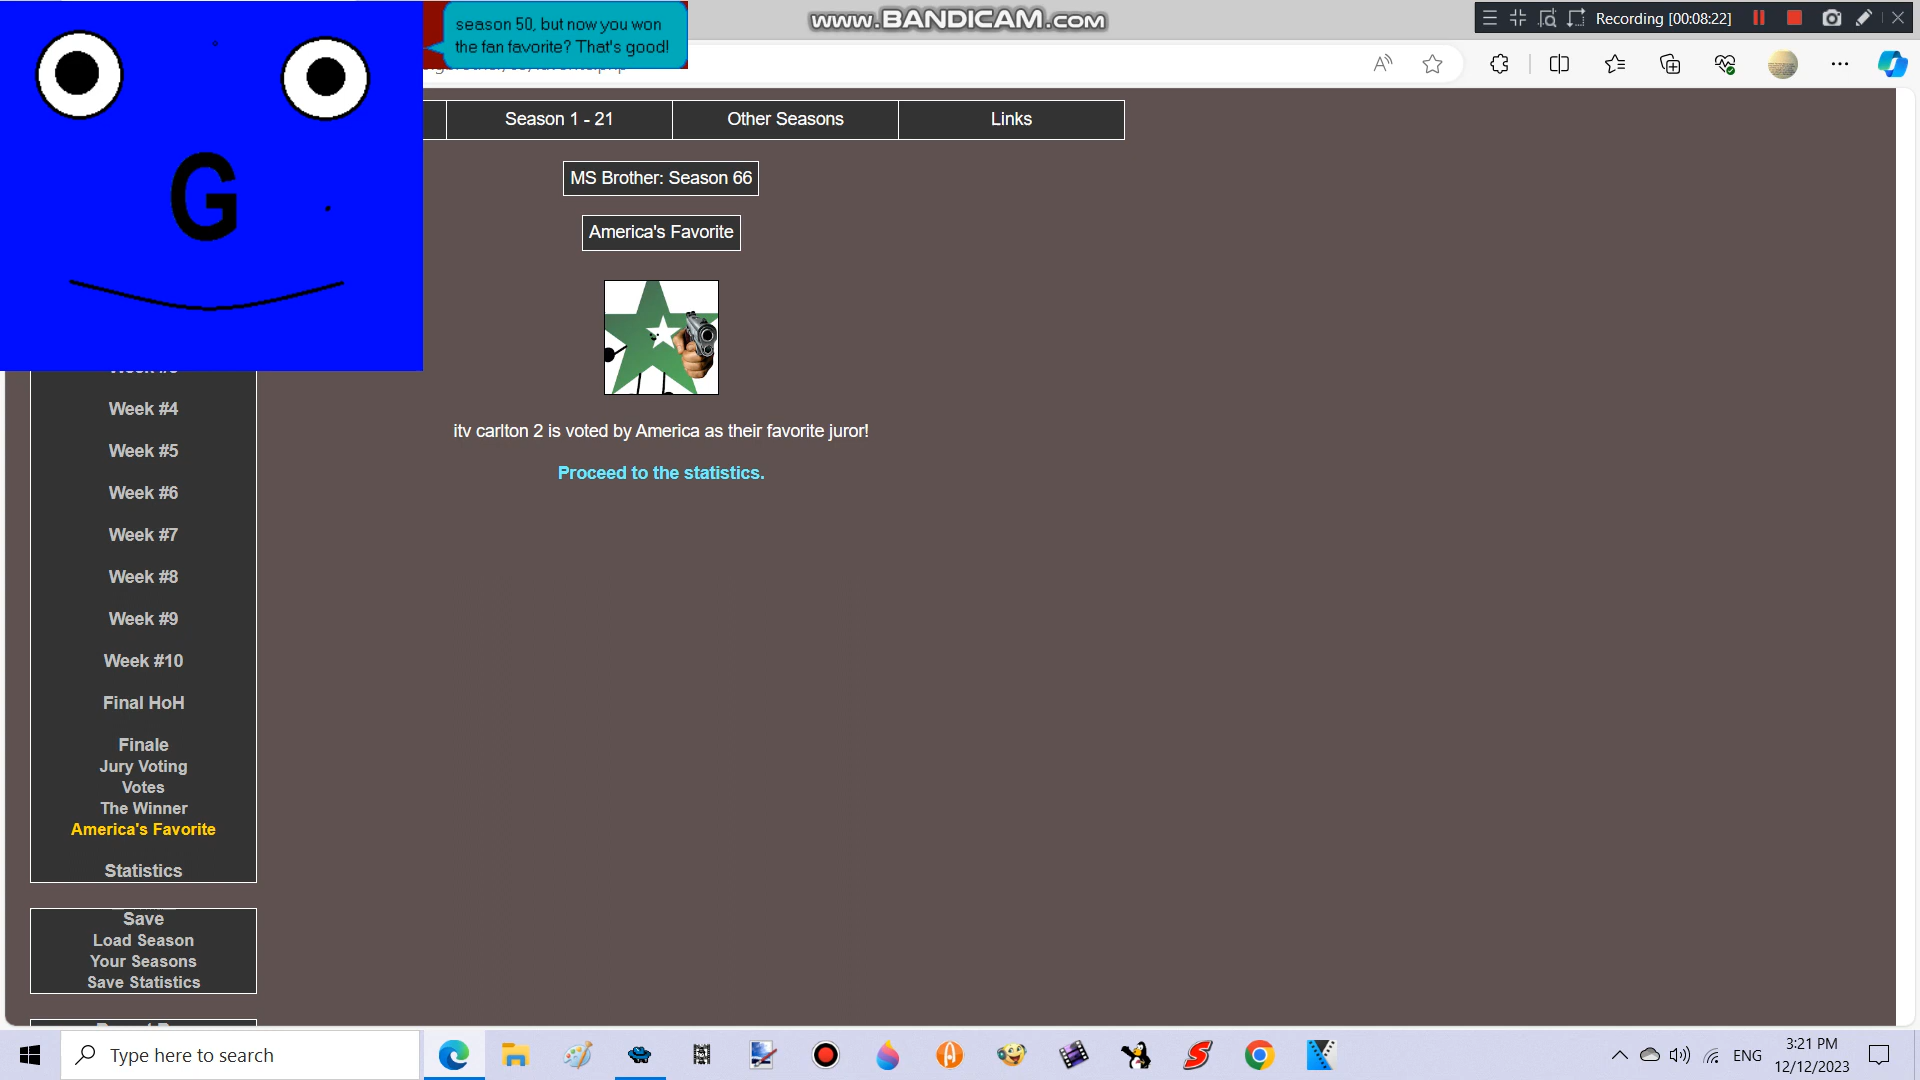 season 50, but now you won
the fan favorite? That's good!
www.BANDICAM.com
Recording [00:08:22]
Season 1 - 21
Other Seasons
Links
MS Brother: Season 66
America's Favorite
G
itv carlton 2 is voted by America as their favorite juror!
Proceed to the statistics.
Week #4
Week #5
Week #6
Week #7
Week #8
Week #9
Week #10
Final HoH
Finale
Jury Voting
Votes
The Winner
America's Favorite
Statistics
Save
Load Season
Your Seasons
Save Statistics
Type here to search
ENG
3:21 PM
12/12/2023